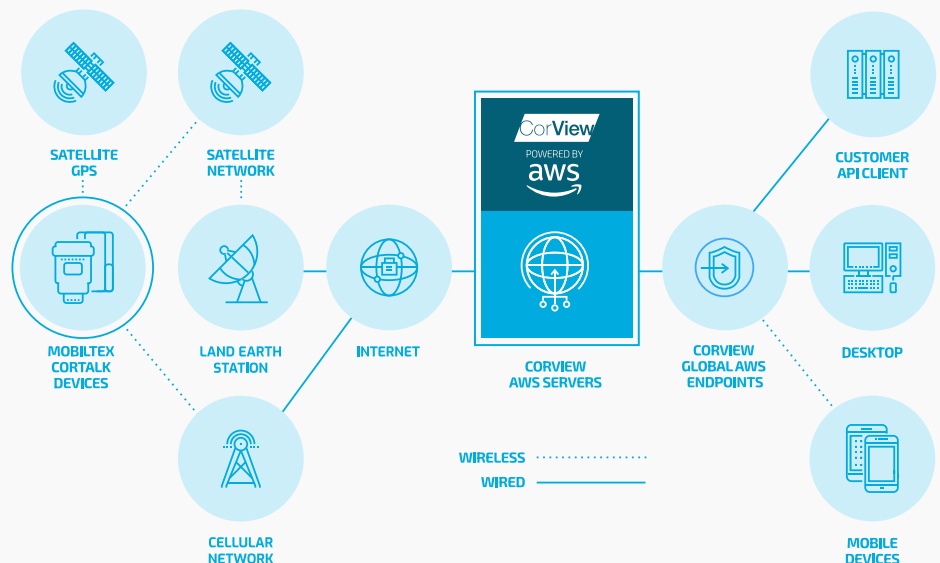 SATELLITE
GPS
SATELLITE
NETWORK
CorView
POWERED BY
aws
CUSTOMER
API CLIENT
MOBILTEX
CORTALK
DEVICES
LAND EARTH
STATION
INTERNET
CORVIEW
AWS SERVERS
CORVIEW
GLOBAL AWS
ENDPOINTS
DESKTOP
WIRELESS
WIRED
CELLULAR
NETWORK
MOBILE
DEVICES